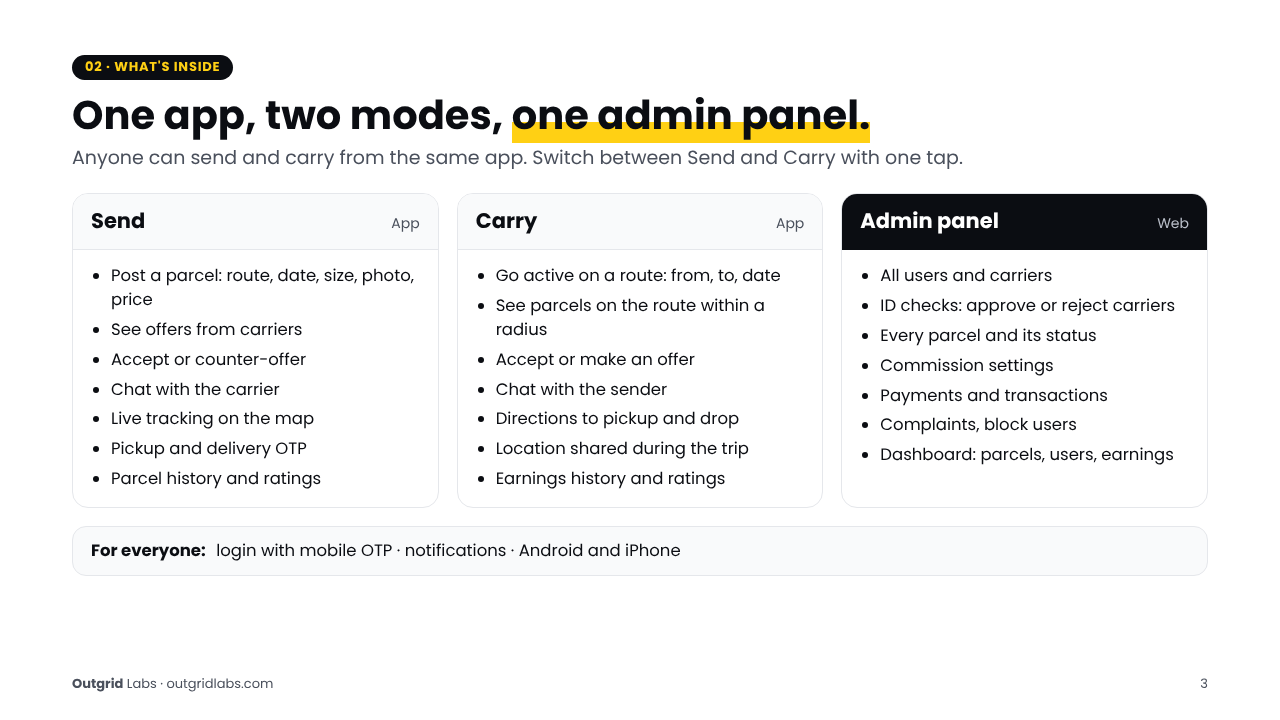 02 · WHAT'S INSIDE
One app, two modes, one admin panel.
Anyone can send and carry from the same app. Switch between Send and Carry with one tap.
Send App
• Post a parcel: route, date, size, photo,
price
• See offers from carriers
• Accept or counter-offer
• Chat with the carrier
• Live tracking on the map
• Pickup and delivery OTP
• Parcel history and ratings
Carry App
• Go active on a route: from, to, date
• See parcels on the route within a
radius
• Accept or make an offer
• Chat with the sender
• Directions to pickup and drop
• Location shared during the trip
• Earnings history and ratings
Admin panel Web
• All users and carriers
• ID checks: approve or reject carriers
• Every parcel and its status
• Commission settings
• Payments and transactions
• Complaints, block users
• Dashboard: parcels, users, earnings
For everyone: login with mobile OTP · notifications · Android and iPhone
Outgrid Labs · outgridlabs.com 3